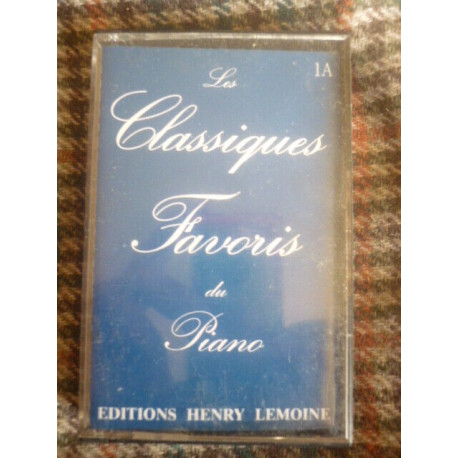 Les 1A
Classiques
Favoris
du
Piano
EDITIONS HENRY LEMOINE